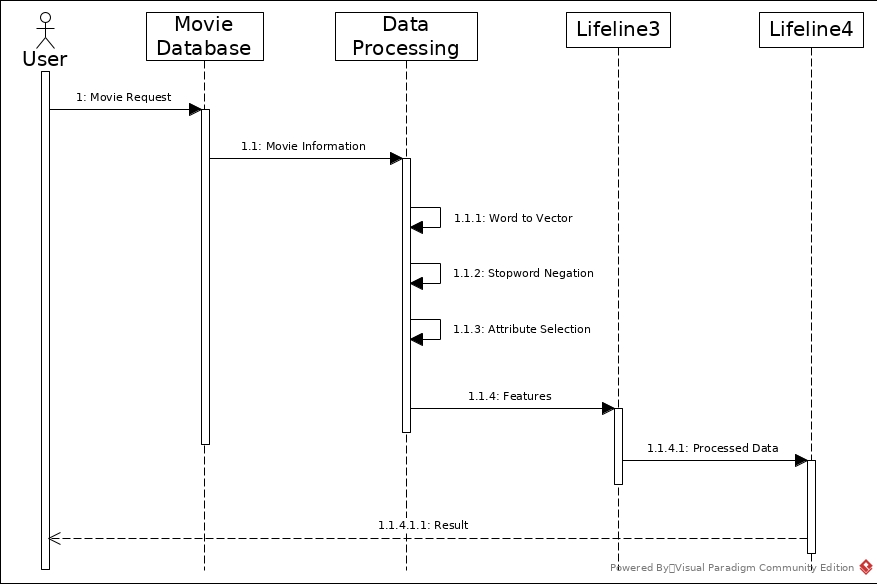 User
Movie
Database
Data
Processing
Lifeline3
Lifeline4
1: Movie Request
1.1: Movie Information
1.1.1: Word to Vector
1.1.2: Stopword Negation
1.1.3: Attribute Selection
1.1.4: Features
1.1.4.1: Processed Data
1.1.4.1.1: Result
Powered By Visual Paradigm Community Edition